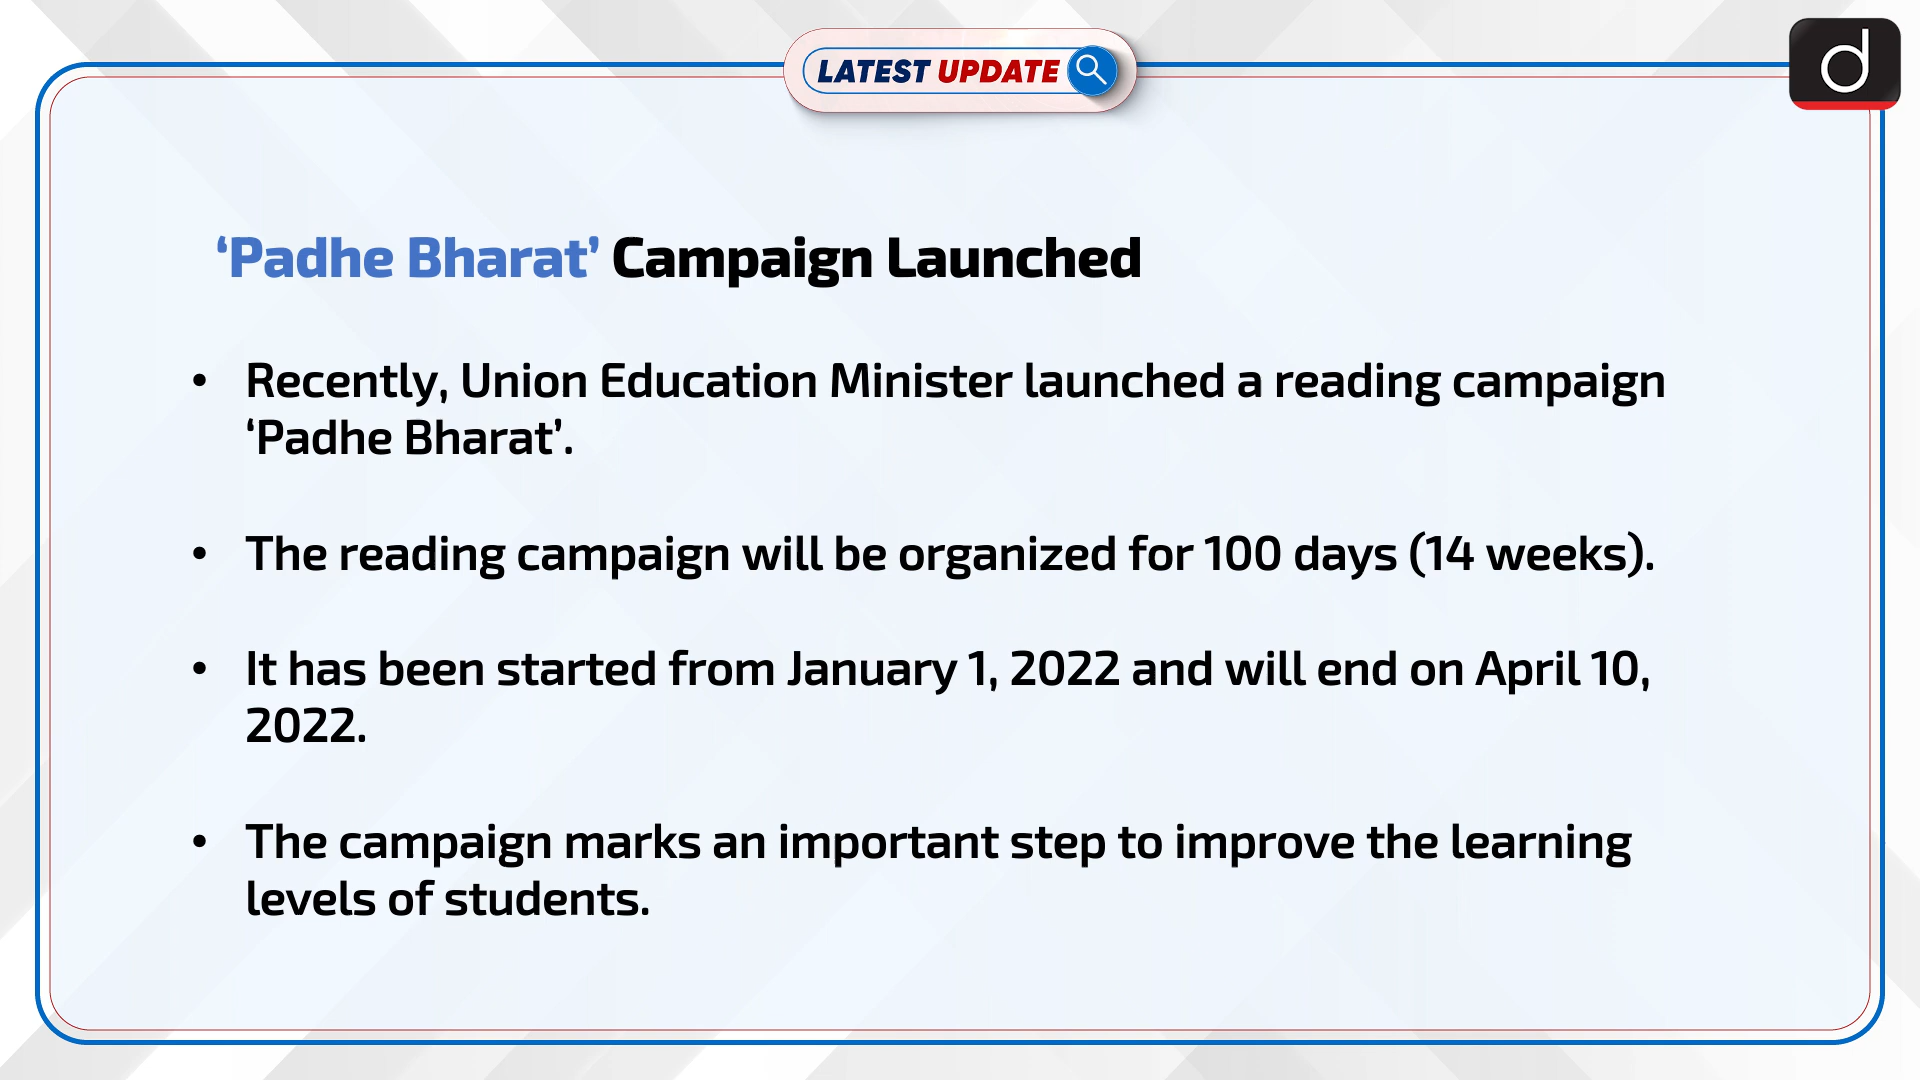 LATEST UPDATE
d
‘Padhe Bharat’ Campaign Launched
• Recently, Union Education Minister launched a reading campaign
‘Padhe Bharat’.
• The reading campaign will be organized for 100 days (14 weeks).
• It has been started from January 1, 2022 and will end on April 10,
2022.
• The campaign marks an important step to improve the learning
levels of students.